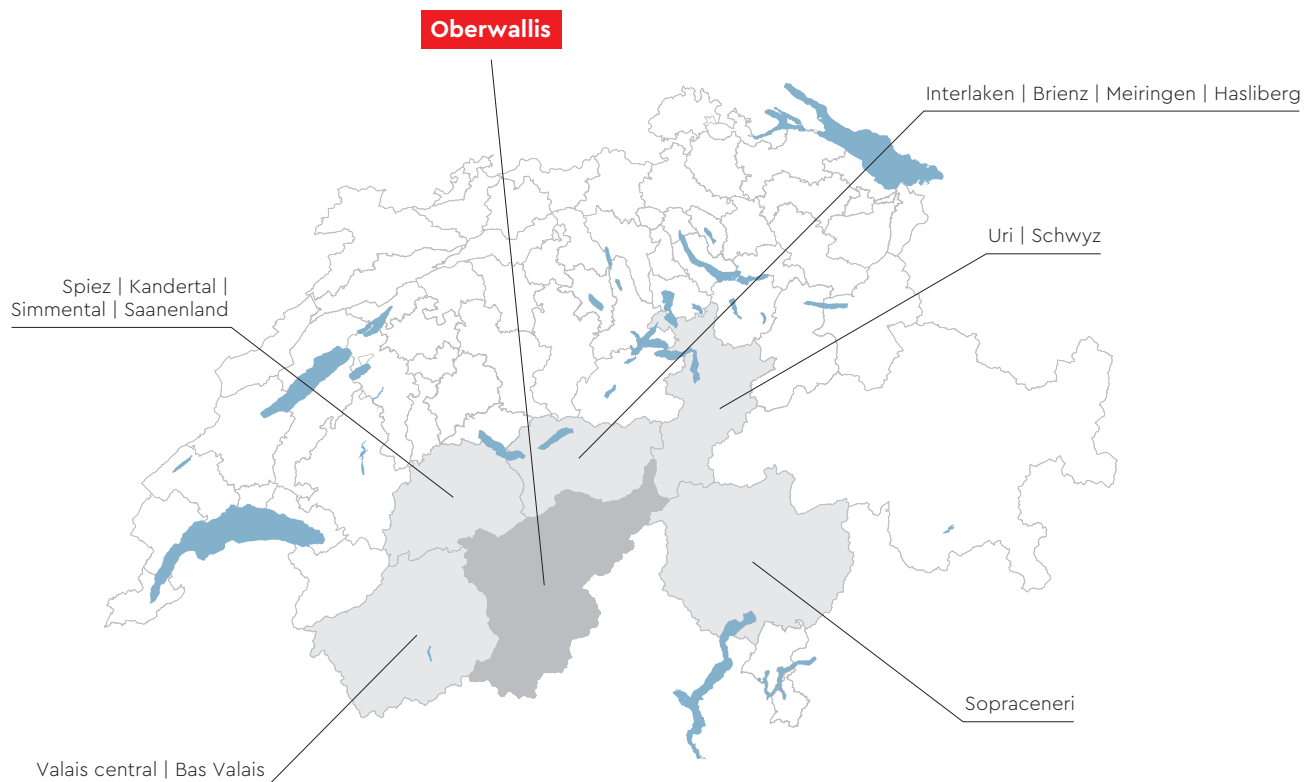 Oberwallis
Interlaken | Brienz | Meiringen | Hasliberg
Uri | Schwyz
Spiez | Kandertal |
Simmental | Saanenland
Sopraceneri
Valais central | Bas Valais